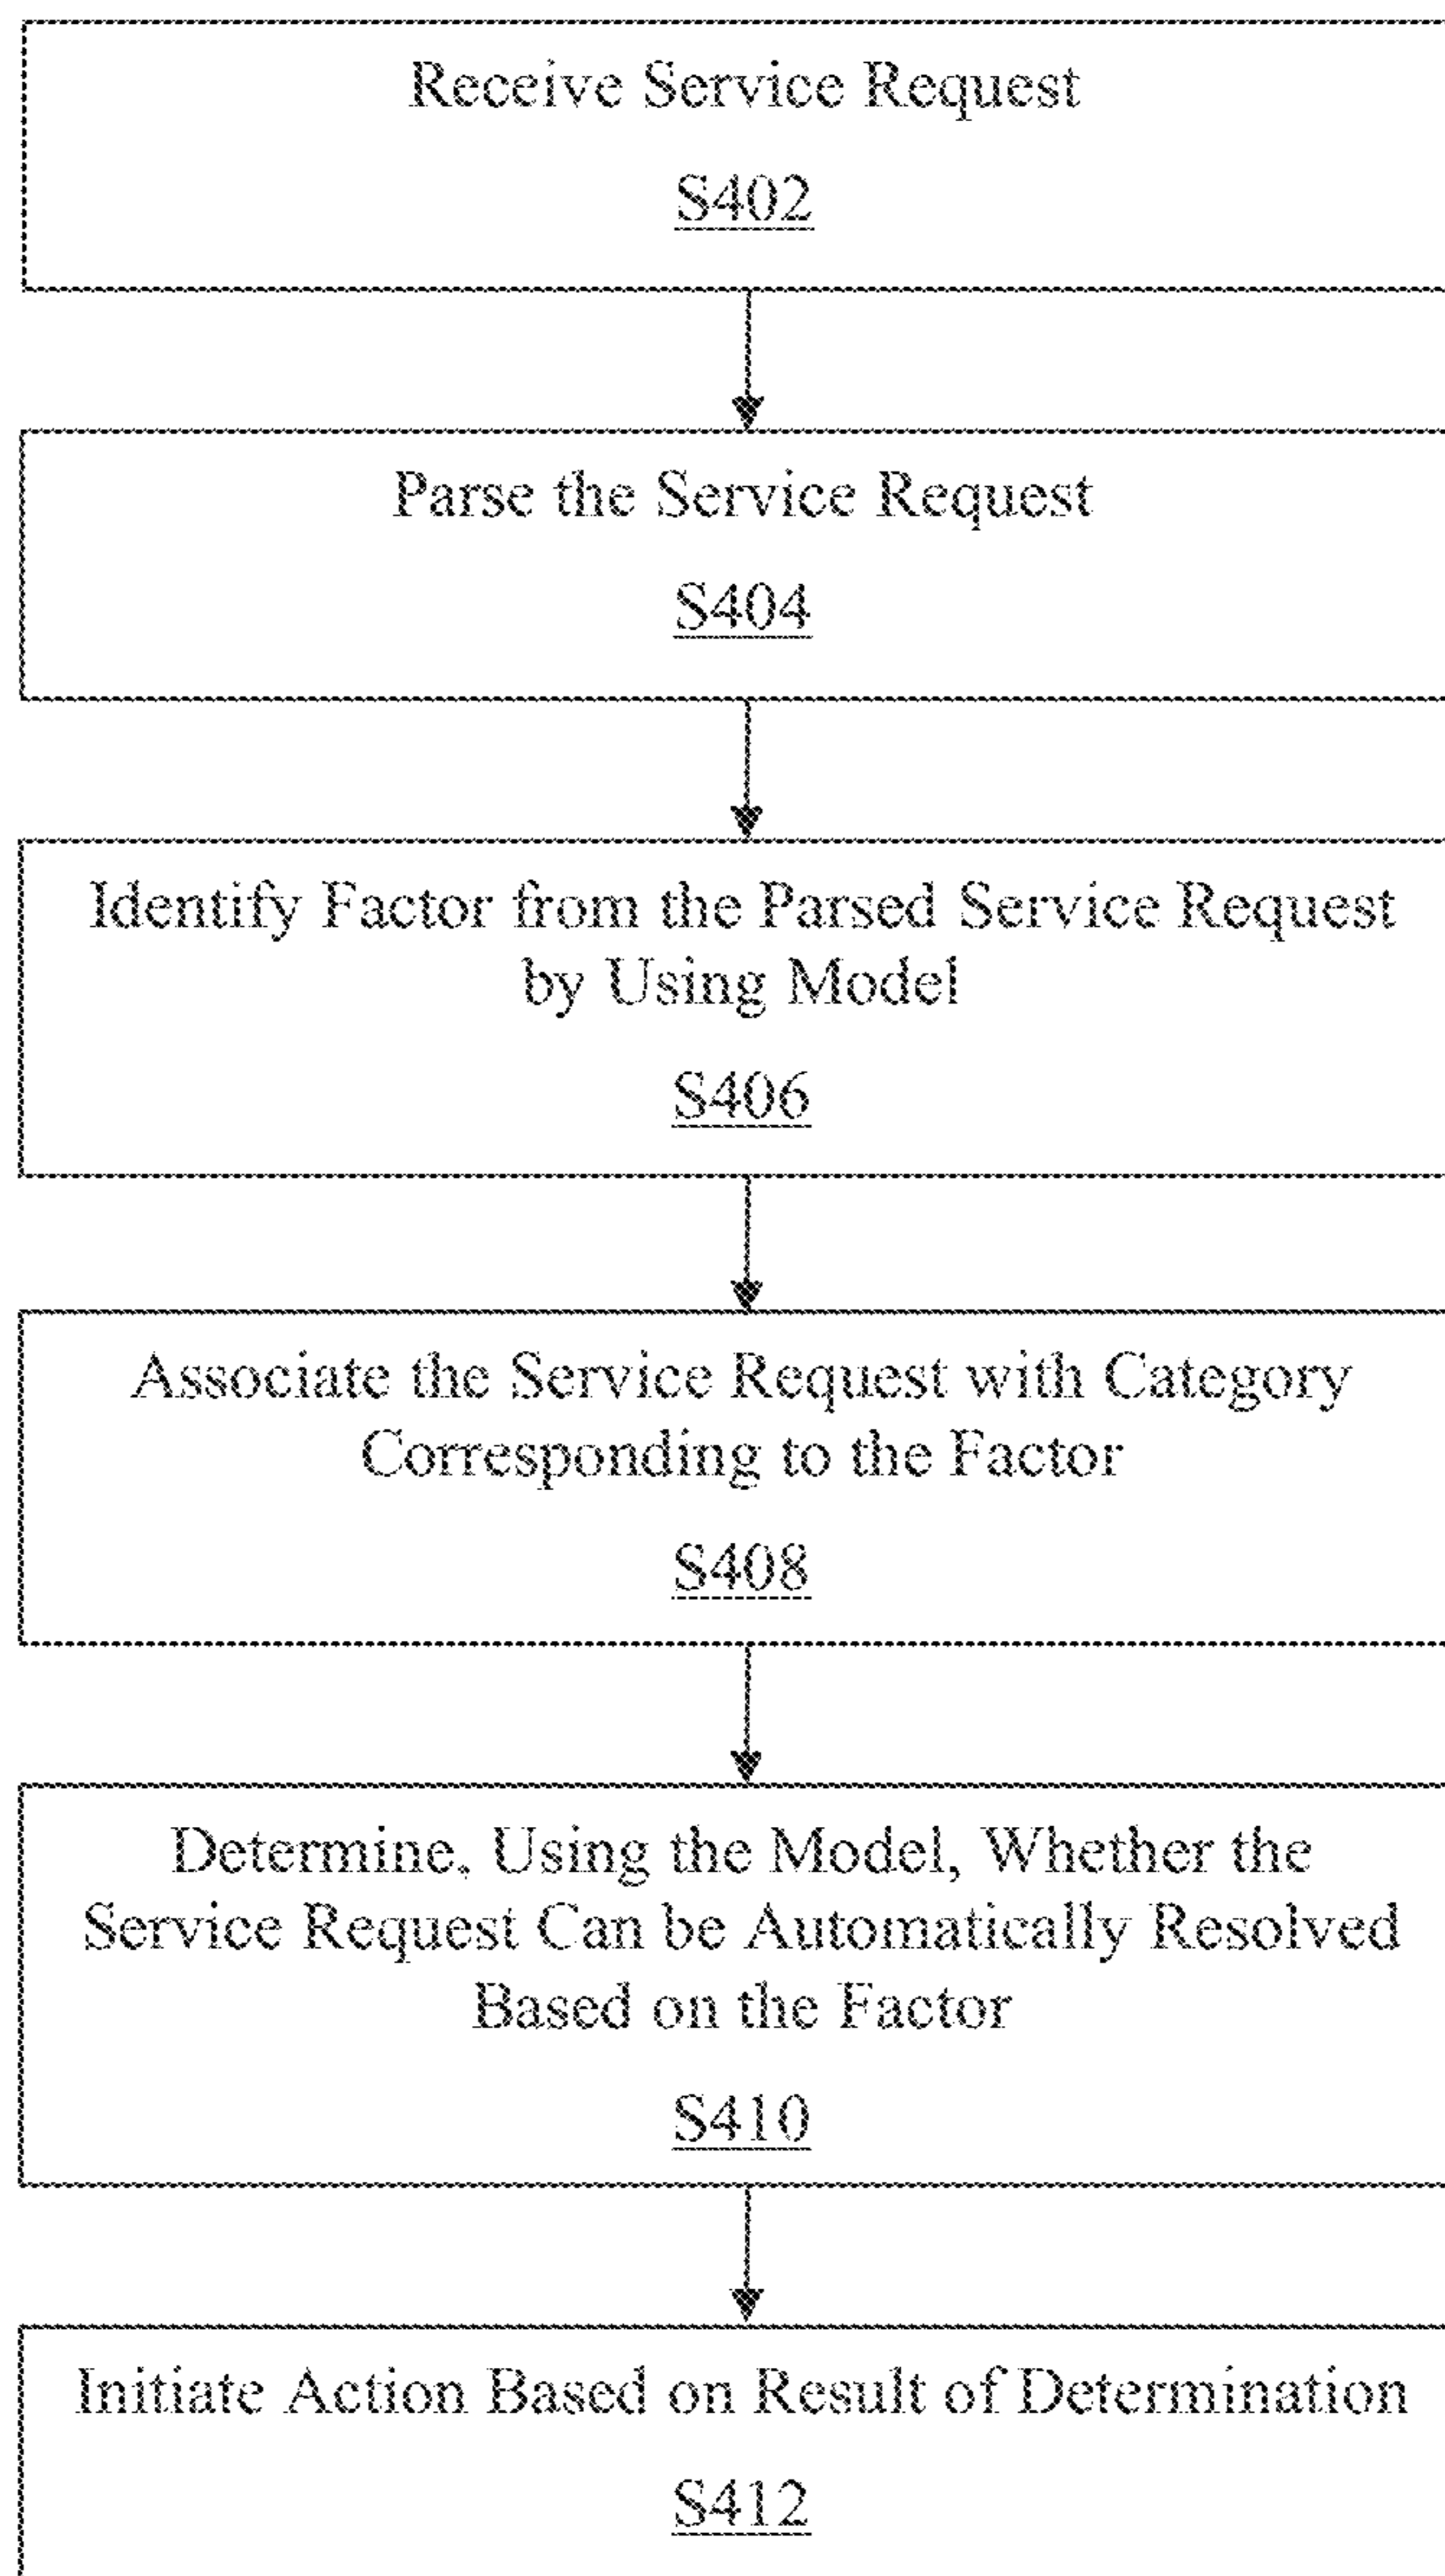 Receive Service Request
S402
Parse the Service Request
S404
Identify Factor from the Parsed Service Request
by Using Model
S406
Associate the Service Request with Category
Corresponding to the Factor
S408
Determine, Using the Model, Whether the
Service Request Can be Automatically Resolved
Based on the Factor
S410
Initiate Action Based on Result of Determination
S412